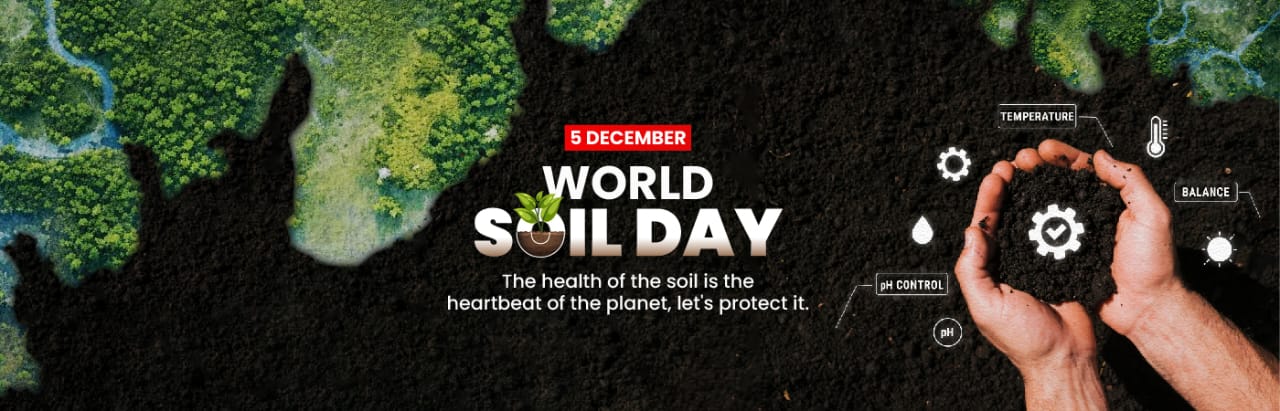 5 DECEMBER
WORLD
SOIL DAY
The health of the soil is the
heartbeat of the planet, let's protect it.
TEMPERATURE
BALANCE
pH CONTROL
pH